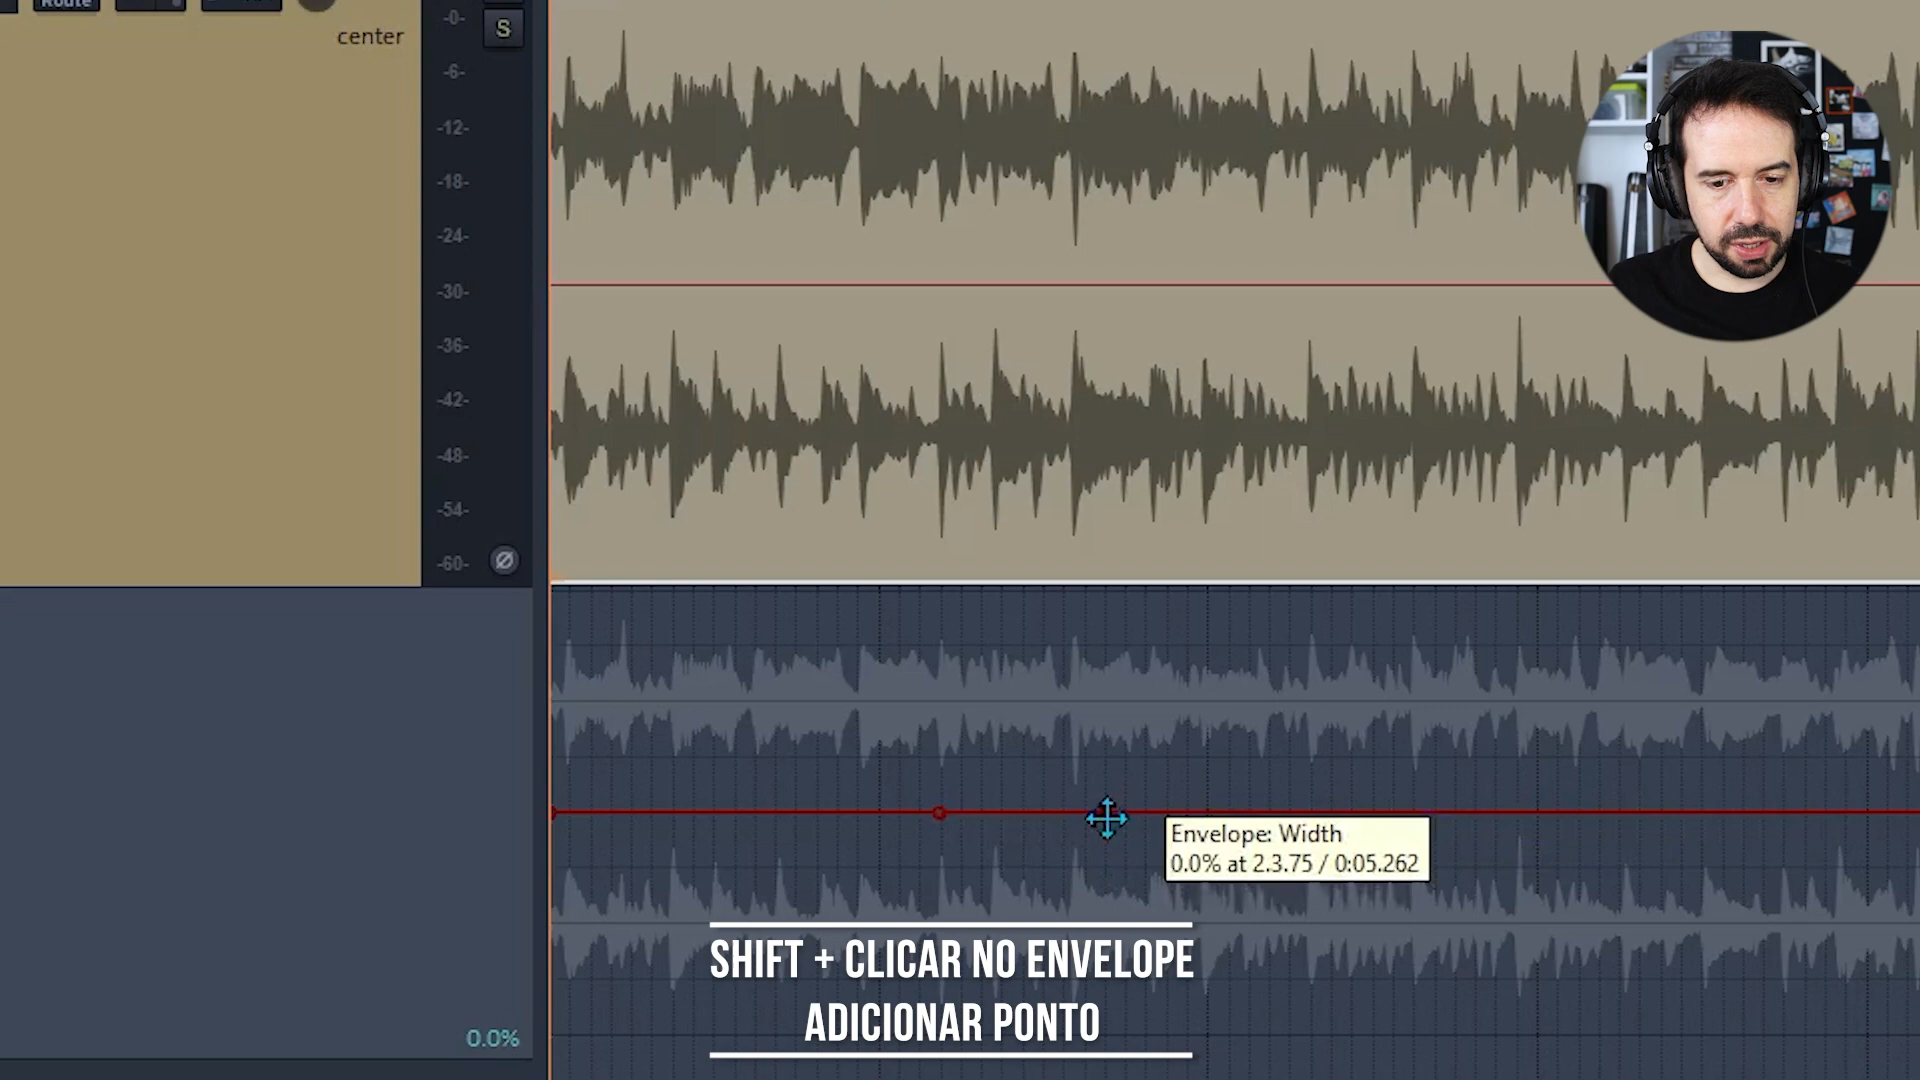 Route
center
-0-
S
-6-
-12-
-18-
-24-
-30-
-36-
-42-
-48-
-54-
-60-
Envelope: Width
0.0% at 2.3.75 / 0:05.262
SHIFT + CLICAR NO ENVELOPE
ADICIONAR PONTO
0.0%